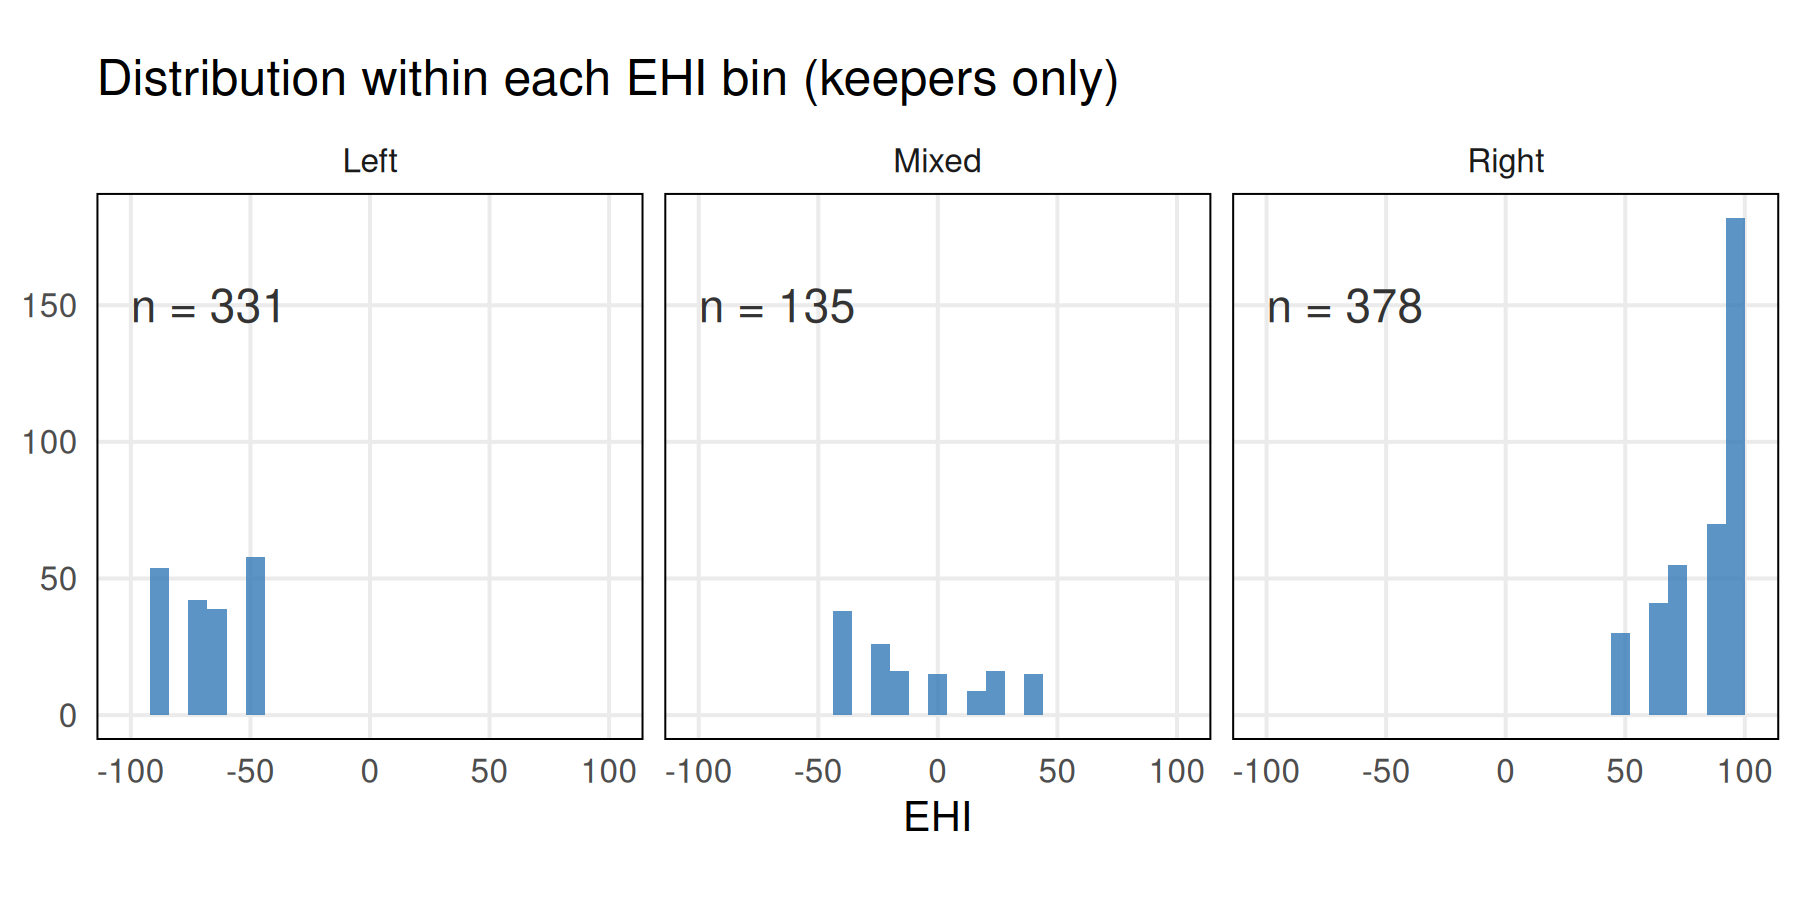 Distribution within each EHI bin (keepers only)
Left Mixed Right
n = 331 n = 135 n = 378
150
100
50
0
-100 -50 0 50 100 -100 -50 0 50 100 -100 -50 0 50 100
EHI